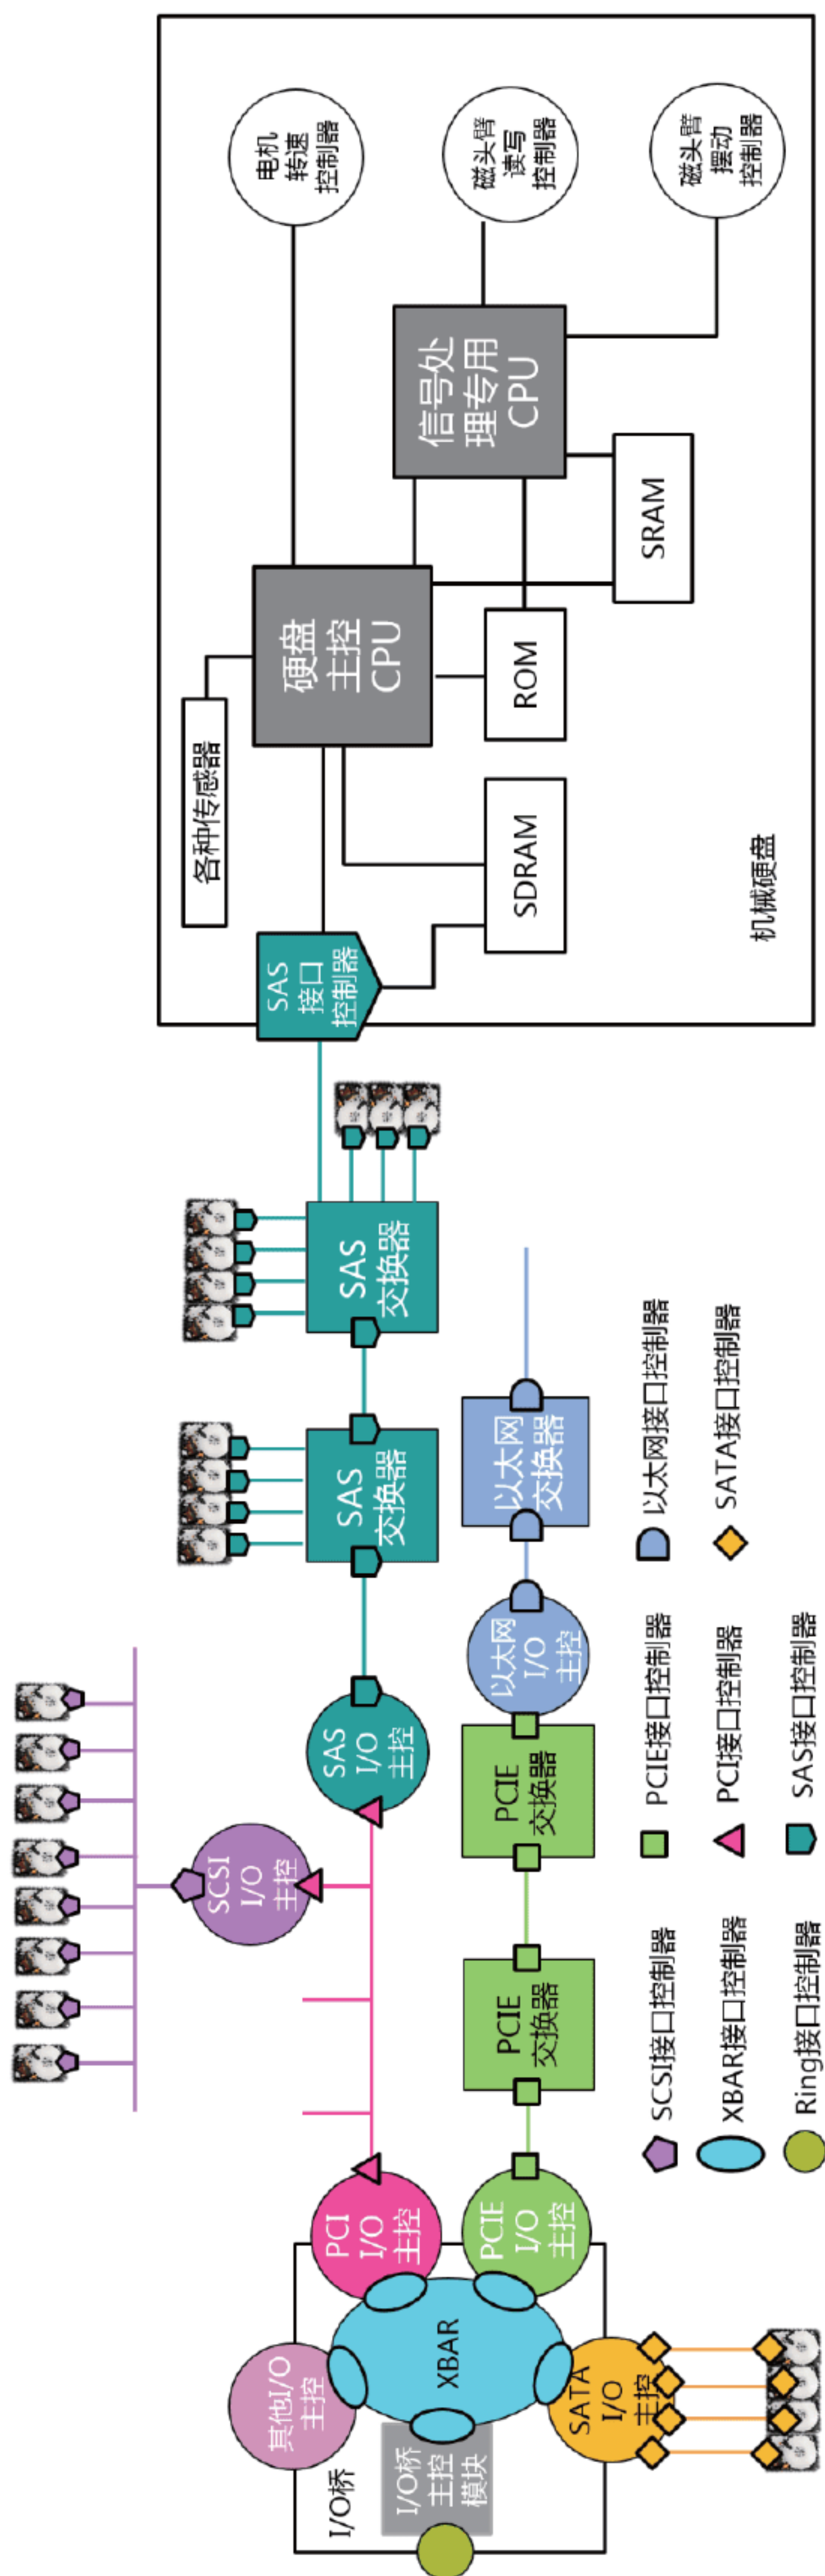 其他I/O
主控
I/O桥
I/O桥
主控
模块
XBAR
PCI
I/O
主控
PCIE
I/O
主控
SATA
I/O
主控
SCSI
I/O
主控
SAS
I/O
主控
PCIE
交换器
PCIE
交换器
以太网
I/O
主控
以太网
交换器
SAS
交换器
SAS
交换器
SAS
接口
控制器
各种传感器
硬盘
主控
CPU
SDRAM
ROM
SRAM
信号处
理专用
CPU
电机
转速
控制器
磁头臂
读写
控制器
磁头臂
摆动
控制器
机械硬盘
SCSI接口控制器
PCIE接口控制器
以太网接口控制器
XBAR接口控制器
PCI接口控制器
SATA接口控制器
Ring接口控制器
SAS接口控制器